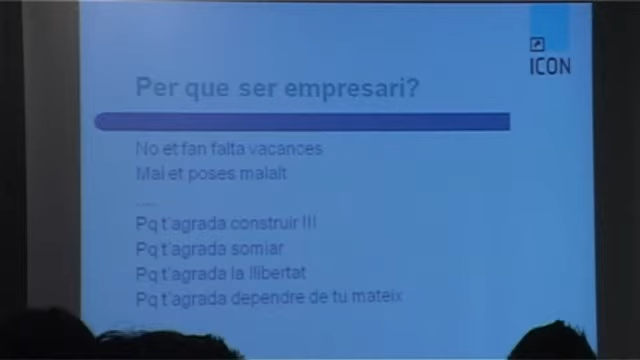 ICON
Per que ser empresari?
No et fan falta vacances
Mai et poses malalt
.....
Pq t'agrada construir !!!
Pq t'agrada somiar
Pq t'agrada la llibertat
Pq t'agrada dependre de tu mateix